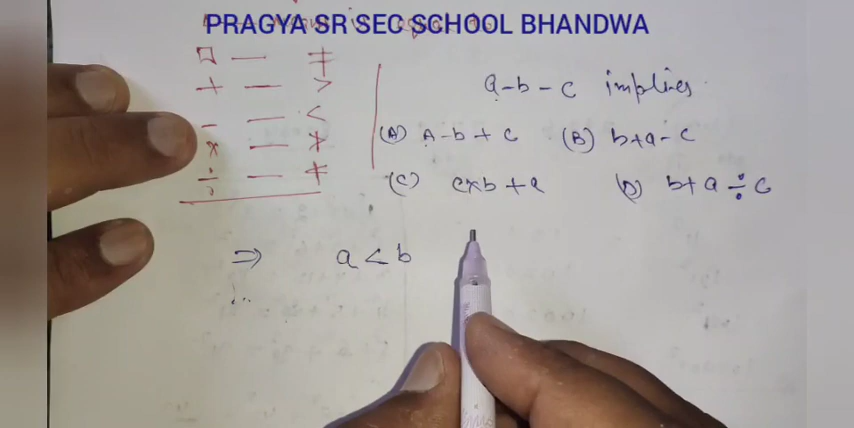 PRAGYA SR SEC SCHOOL BHANDWA
□ — ≠
+ — >
a-b-c implies
- — <
(A) A-b+c (B) b+a-c
× — ≯
÷ — ≮
(C) c×b+a (D) b+a÷c
⇒ a<b